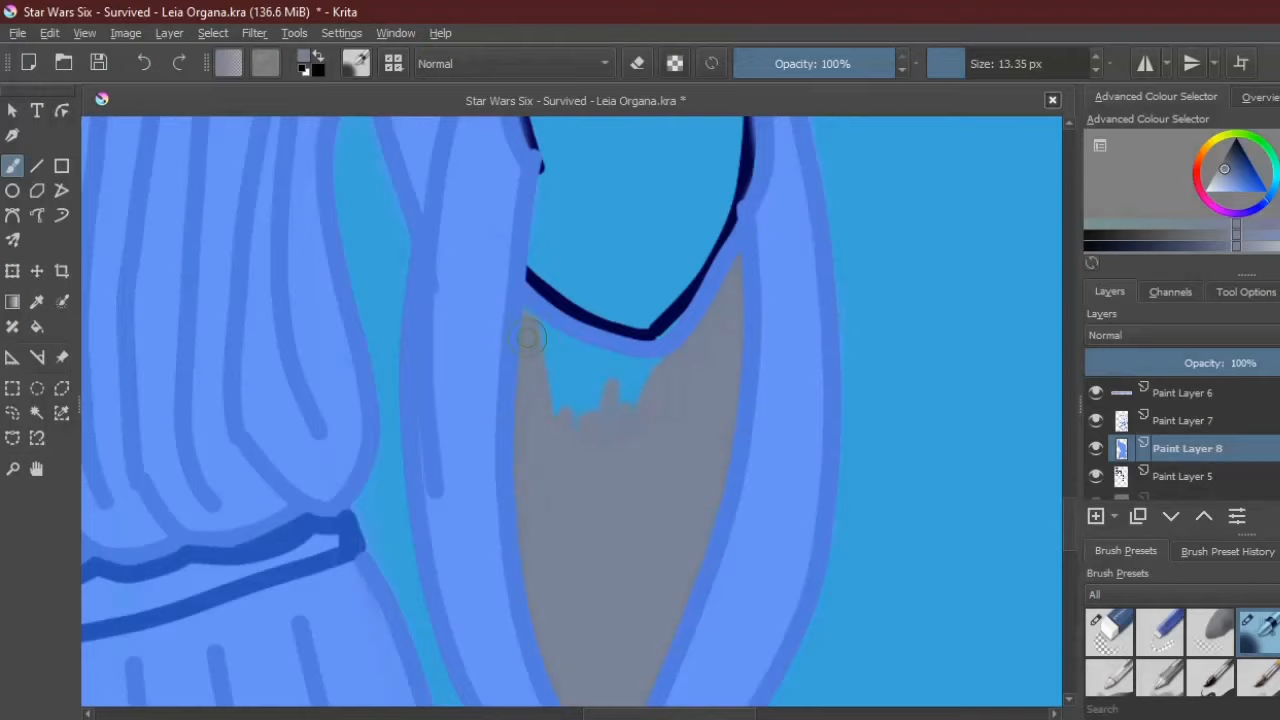 Star Wars Six - Survived - Leia Organa.kra (136.6 MiB) * - Krita
File Edit View Image Layer Select Filter Tools Settings Window Help
Normal Opacity: 100% Size: 13.35 px
Star Wars Six - Survived - Leia Organa.kra * Advanced Colour Selector Overvie
Advanced Colour Selector
Layers Channels Tool Options
Layers
Normal
Opacity: 100%
Paint Layer 6
Paint Layer 7
Paint Layer 8
Paint Layer 5
Brush Presets Brush Preset History
Brush Presets
All
Search